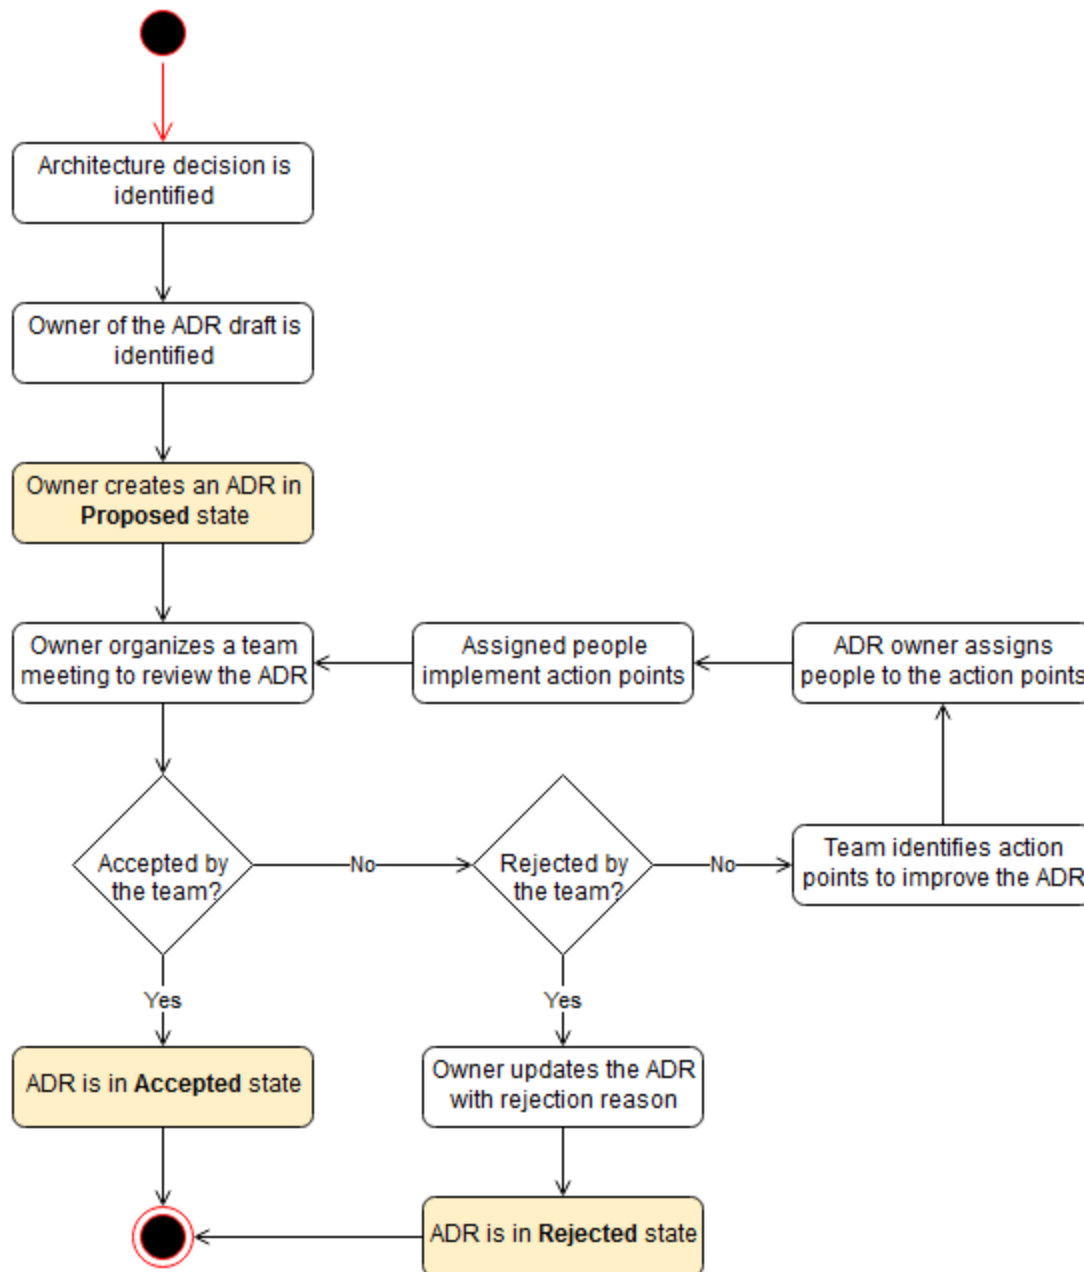 Architecture decision is
identified
Owner of the ADR draft is
identified
Owner creates an ADR in
Proposed state
Owner organizes a team
meeting to review the ADR
Assigned people
implement action points
ADR owner assigns
people to the action points
Accepted by
the team?
No
Rejected by
the team?
No
Team identifies action
points to improve the ADR
Yes
Yes
ADR is in Accepted state
Owner updates the ADR
with rejection reason
ADR is in Rejected state